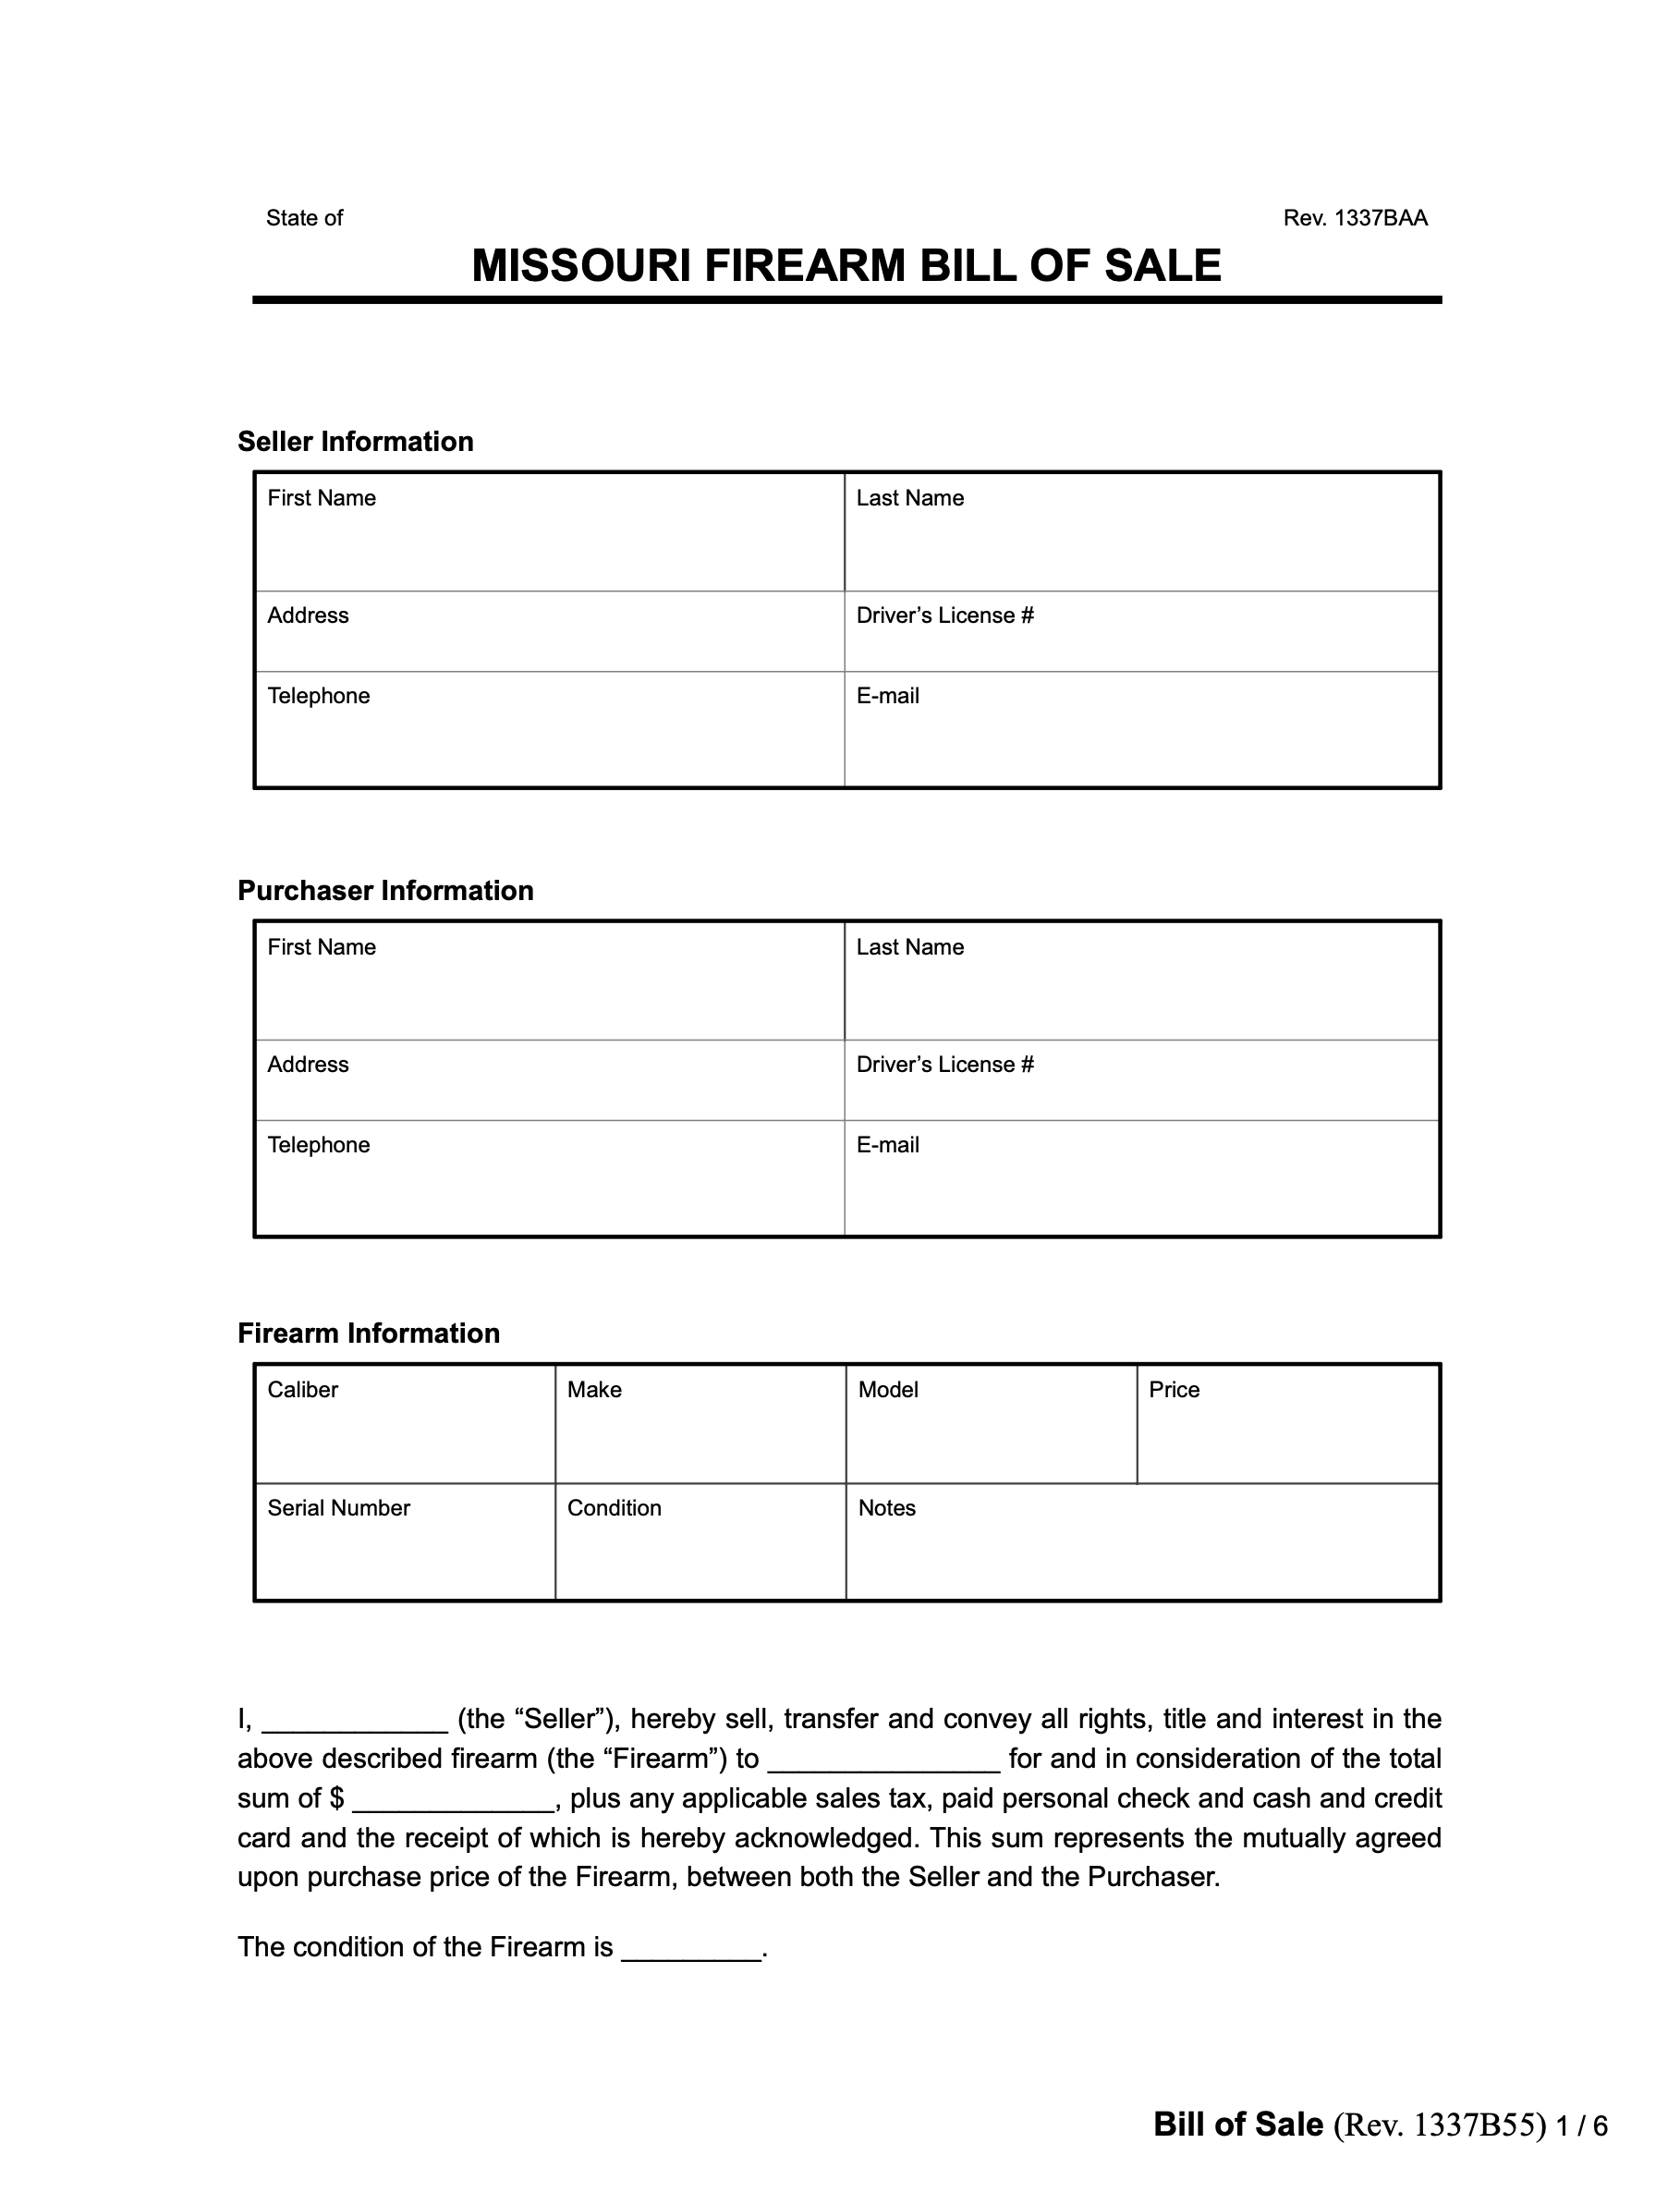 State of
Rev. 1337BAA
MISSOURI FIREARM BILL OF SALE
Seller Information
First Name
Last Name
Address
Driver’s License #
Telephone
E-mail
Purchaser Information
First Name
Last Name
Address
Driver’s License #
Telephone
E-mail
Firearm Information
Caliber
Make
Model
Price
Serial Number
Condition
Notes
I, ____________ (the “Seller”), hereby sell, transfer and convey all rights, title and interest in the
above described firearm (the “Firearm”) to _______________ for and in consideration of the total
sum of $ _____________, plus any applicable sales tax, paid personal check and cash and credit
card and the receipt of which is hereby acknowledged. This sum represents the mutually agreed
upon purchase price of the Firearm, between both the Seller and the Purchaser.
The condition of the Firearm is _________.
Bill of Sale (Rev. 1337B55) 1 / 6